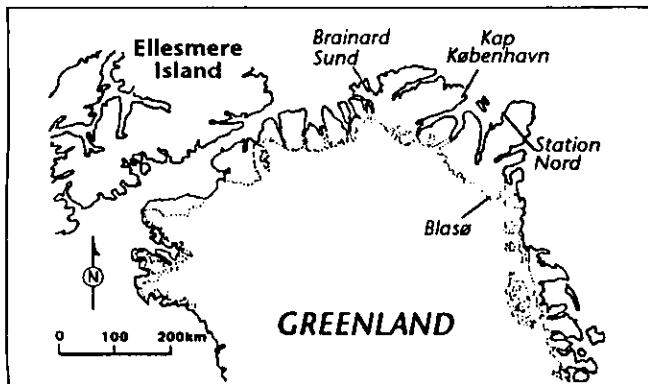 Ellesmere
Island
Brainard
Sund
Kap
København
Station
Nord
Blasø
N
0 100 200km
GREENLAND